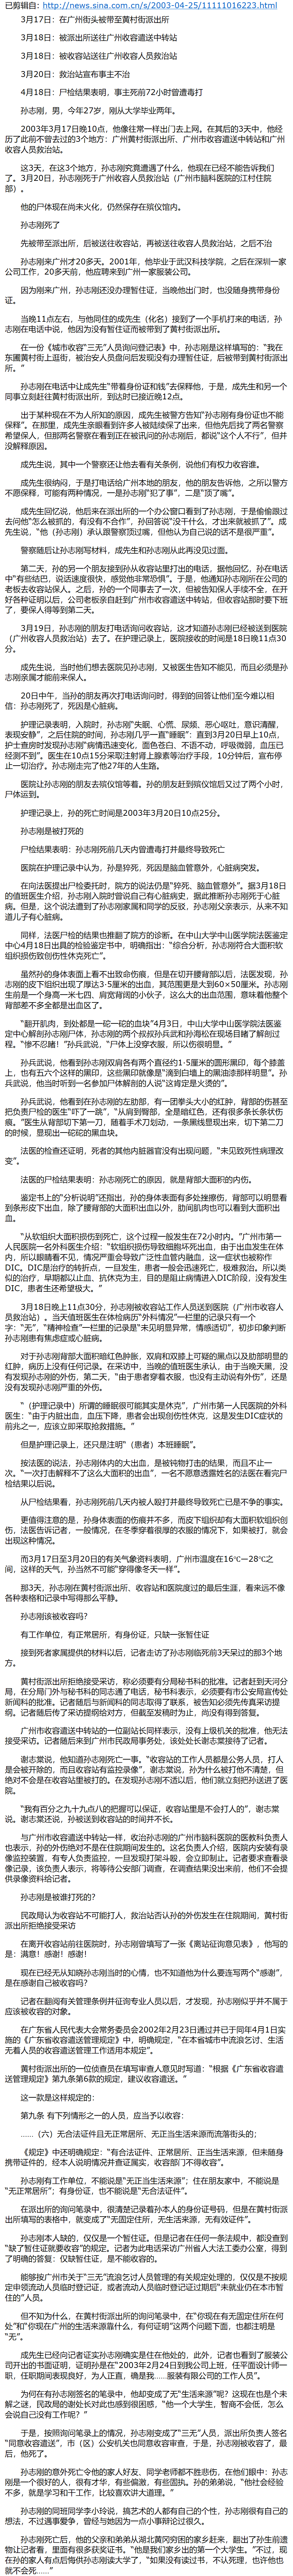 已剪辑自: http://news.sina.com.cn/s/2003-04-25/11111016223.html
3月17日：在广州街头被带至黄村街派出所
3月18日：被派出所送往广州收容遣送中转站
3月18日：被收容站送往广州收容人员救治站
3月20日：救治站宣布事主不治
4月18日：尸检结果表明，事主死前72小时曾遭毒打
孙志刚，男，今年27岁，刚从大学毕业两年。
2003年3月17日晚10点，他像往常一样出门去上网。在其后的3天中，他经
历了此前不曾去过的3个地方：广州黄村街派出所、广州市收容遣送中转站和广州
收容人员救治站。
这3天，在这3个地方，孙志刚究竟遭遇了什么，他现在已经不能告诉我们
了。3月20日，孙志刚死于广州收容人员救治站（广州市脑科医院的江村住院
部）。
他的尸体现在尚未火化，仍然保存在殡仪馆内。
孙志刚死了
先被带至派出所，后被送往收容站，再被送往收容人员救治站，之后不治
孙志刚来广州才20多天。2001年，他毕业于武汉科技学院，之后在深圳一家
公司工作，20多天前，他应聘来到广州一家服装公司。
因为刚来广州，孙志刚还没办理暂住证，当晚他出门时，也没随身携带身份
证。
当晚11点左右，与他同住的成先生（化名）接到了一个手机打来的电话，孙
志刚在电话中说，他因为没有暂住证而被带到了黄村街派出所。
在一份《城市收容“三无”人员询问登记表》中，孙志刚是这样填写的：“我在
东圃黄村街上逛街，被治安人员盘问后发现没有办理暂住证，后被带到黄村街派出
所。”
孙志刚在电话中让成先生“带着身份证和钱”去保释他，于是，成先生和另一个
同事立刻赶往黄村街派出所，到达时已接近晚12点。
出于某种现在不为人所知的原因，成先生被警方告知“孙志刚有身份证也不能
保释”。在那里，成先生亲眼看到许多人被陆续保了出来，但他先后找了两名警察
希望保人，但那两名警察在看到正在被讯问的孙志刚后，都说“这个人不行”，但并
没解释原因。
成先生说，其中一个警察还让他去看有关条例，说他们有权力收容谁。
成先生很纳闷，于是打电话给广州本地的朋友，他的朋友告诉他，之所以警方
不愿保释，可能有两种情况，一是孙志刚“犯了事”，二是“顶了嘴”。
成先生回忆说，他后来在派出所的一个办公窗口看到了孙志刚，于是偷偷跟过
去问他“怎么被抓的，有没有不合作”，孙回答说“没干什么，才出来就被抓了”。成
先生说，“他（孙志刚）承认跟警察顶过嘴，但他认为自己说的话不是很严重”。
警察随后让孙志刚写材料，成先生和孙志刚从此再没见过面。
第二天，孙的另一个朋友接到孙从收容站里打出的电话，据他回忆，孙在电话
中“有些结巴，说话速度很快，感觉他非常恐惧”。于是，他通知孙志刚所在公司的
老板去收容站保人。之后，孙的一个同事去了一次，但被告知保人手续不全，在开
好各种证明以后，公司老板亲自赶到广州市收容遣送中转站，但收容站那时要下班
了，要保人得等到第二天。
3月19日，孙志刚的朋友打电话询问收容站，这才知道孙志刚已经被送到医院
（广州收容人员救治站）去了。在护理记录上，医院接收的时间是18日晚11点30
分。
成先生说，当时他们想去医院见孙志刚，又被医生告知不能见，而且必须是孙
志刚亲属才能前来保人。
20日中午，当孙的朋友再次打电话询问时，得到的回答让他们至今难以相
信：孙志刚死了，死因是心脏病。
护理记录表明，入院时，孙志刚“失眠、心慌、尿频、恶心呕吐，意识清醒，
表现安静”，之后住院的时间，孙志刚几乎一直“睡眠”：直到3月20日早上10点，
护士查房时发现孙志刚“病情迅速变化，面色苍白、不语不动，呼吸微弱，血压已
经测不到”。医生在10点15分采取注射肾上腺素等治疗手段，10分钟后，宣布停
止一切治疗。孙志刚走完了他27年的人生路。
医院让孙志刚的朋友去殡仪馆等着。孙的朋友赶到殡仪馆后又过了两个小时，
尸体运到。
护理记录上，孙的死亡时间是2003年3月20日10点25分。
孙志刚是被打死的
尸检结果表明：孙志刚死前几天内曾遭毒打并最终导致死亡
医院在护理记录中认为，孙是猝死，死因是脑血管意外，心脏病突发。
在向法医提出尸检委托时，院方的说法仍是“猝死、脑血管意外”。据3月18日
的值班医生介绍，孙志刚入院时曾说自己有心脏病史，据此推断孙志刚死于心脏
病。但是，这个说法遭到了孙志刚家属和同学的反驳，孙志刚父亲表示，从来不知
道儿子有心脏病。
同样，法医尸检的结果也推翻了院方的诊断。在中山大学中山医学院法医鉴定
中心4月18日出具的检验鉴定书中，明确指出：“综合分析，孙志刚符合大面积软
组织损伤致创伤性休克死亡”。
虽然孙的身体表面上看不出致命伤痕，但是在切开腰背部以后，法医发现，孙
志刚的皮下组织出现了厚达3·5厘米的出血，其范围更是大到60×50厘米。孙志刚
生前是一个身高一米七四、肩宽背阔的小伙子，这么大的出血范围，意味着他整个
背部差不多全都是出血区了。
“翻开肌肉，到处都是一砣一砣的血块”4月3日，中山大学中山医学院法医鉴
定中心解剖孙志刚尸体，孙志刚的两个叔叔孙兵武和孙海松在现场目睹了解剖过
程。“惨不忍睹！”孙兵武说，“尸体上没穿衣服，所以伤很明显。”
孙兵武说，他看到孙志刚双肩各有两个直径约1·5厘米的圆形黑印，每个膝盖
上，也有五六个这样的黑印，这些黑印就像是“滴到白墙上的黑油漆那样明显”。孙
兵武说，他当时听到一名参加尸体解剖的人说“这肯定是火烫的”。
孙兵武说，他看到在孙志刚的左肋部，有一团拳头大小的红肿，背部的伤甚至
把负责尸检的医生“吓了一跳”，“从肩到臀部，全是暗红色，还有很多条长条状伤
痕。”医生从背部切下第一刀，随着手术刀划动，一条黑线显现出来，切下第二刀
的时候，显现出一砣砣的黑血块。
法医的检查还证明，死者的其他内脏器官没有出现问题，“未见致死性病理改
变”。
法医的尸检结果表明：孙志刚死亡的原因，就是背部大面积的内伤。
鉴定书上的“分析说明”还指出，孙的身体表面有多处挫擦伤，背部可以明显看
到条形皮下出血，除了腰背部的大面积出血以外，肋间肌肉也可以看到大面积出
血。
“从软组织大面积损伤到死亡，这个过程一般发生在72小时内。”广州市第一
人民医院一名外科医生介绍：“软组织损伤导致细胞坏死出血，由于出血发生在体
内，所以眼睛看不见，情况严重会导致广泛性血管内融血，这一症状也被称作
DIC。DIC是治疗的转折点，一旦发生，患者一般会迅速死亡，极难救治。所以类
似的治疗，早期都以止血、抗休克为主，目的是阻止病情进入DIC阶段，没有发生
DIC，患者生还希望极大。”
3月18日晚上11点30分，孙志刚被收容站工作人员送到医院（广州市收容人
员救治站）。当天值班医生在体检病历“外科情况”一栏里的记录只有一个
字：“无”，“精神检查”一栏里的记录是“未见明显异常，情感适切”，初步印象判断
孙志刚患有焦虑症或心脏病。
对于孙志刚背部大面积暗红色肿胀，双肩和双膝上可疑的黑点以及肋部明显的
红肿，病历上没有任何记录。在采访中，当晚的值班医生承认，由于当晚天黑，没
有发现孙志刚的外伤，第二天，“由于患者穿着衣服，也没有主动说有外伤”，还是
没有发现孙志刚严重的外伤。
“（护理记录中）所谓的睡眠很可能其实是休克”，广州市第一人民医院的外科
医生：“由于内脏出血，血压下降，患者会出现创伤性休克，这是发生DIC症状的
前兆之一，应该立即采取抢救措施。”
但是护理记录上，还只是注明“（患者）本班睡眠”。
按法医的说法，孙志刚体内的大出血，是被钝物打击的结果，而且不止一
次。“一次打击解释不了这么大面积的出血”，一名不愿意透露姓名的法医在看完尸
检结果以后说。
从尸检结果看，孙志刚死前几天内被人殴打并最终导致死亡已是不争的事实。
更值得注意的是，孙身体表面的伤痕并不多，而皮下组织却有大面积软组织创
伤，法医告诉记者，一般情况，在冬季穿着很厚的衣服的情况下，如果被打，就会
出现这种情况。
而3月17日至3月20日的有关气象资料表明，广州市温度在16℃—28℃之
间，这样的天气，孙当然不可能“穿得像冬天一样”。
那3天，孙志刚在黄村街派出所、收容站和医院度过的最后生涯，看来远不像
各种表格和记录中写得那么平静。
孙志刚该被收容吗？
有工作单位，有正常居所，有身份证，只缺一张暂住证
接到死者家属提供的材料以后，记者走访了孙志刚临死前3天呆过的那3个地
方。
黄村街派出所拒绝接受采访，称必须要有分局秘书科的批准。记者赶到天河分
局，在分局门外与秘书科的同志通了电话，秘书科表示，必须要有市公安局宣传处
新闻科的批准。记者随后与新闻科的同志取得了联系，被告知必须先传真采访提
纲。记者随后传了采访提纲给对方，但截至发稿时为止，尚没有得到答复。
广州市收容遣送中转站的一位副站长同样表示，没有上级机关的批准，他无法
接受采访。记者随后来到广州市民政局事务处，该处处长谢志棠接待了记者。
谢志棠说，他知道孙志刚死亡一事。“收容站的工作人员都是公务人员，打人
是会被开除的，而且收容站有监控录像”，谢志棠说，孙为什么被打他不清楚，但
绝对不会是在收容站里被打的。在发现孙志刚不适以后，他们就立刻把孙送进了医
院。
“我有百分之九十九点八的把握可以保证，收容站里是不会打人的”，谢志棠
说。谢志棠还说，孙被送到收容站的时间并不长。
与广州市收容遣送中转站一样，收治孙志刚的广州市脑科医院的医教科负责人
也表示，孙的外伤绝对不是在住院期间发生的。这名负责人介绍，医院内安装有录
像监控装置，有专人负责监控，一旦发现打架斗殴，会立即制止。记者要求查看录
像记录，该负责人表示，将等待公安部门调查，在调查结果没出来前，他们不会提
供录像资料给记者。
孙志刚是被谁打死的？
民政局认为收容站不可能打人，救治站否认孙的外伤发生在住院期间，黄村街
派出所拒绝接受采访
在离开收容站前往医院时，孙志刚曾填写了一张《离站征询意见表》，他写的
是：满意！感谢！感谢！
现在已经无从知晓孙志刚当时的心情，也不知道他为什么要连写两个“感谢”，
是在感谢自己被收容吗？
记者在翻阅有关管理条例并征询专业人员以后，才发现，孙志刚似乎并不属于
应该被收容的对象。
在广东省人民代表大会常务委员会2002年2月23日通过并已于同年4月1日实
施的《广东省收容遣送管理规定》中，明确规定，“在本省城市中流浪乞讨、生活
无着人员的收容遣送管理工作适用本规定”。
黄村街派出所的一位侦查员在填写审查人意见时写道：“根据《广东省收容遣
送管理规定》第九条第6款的规定，建议收容遣送。”
这一款是这样规定的：
第九条 有下列情形之一的人员，应当予以收容：
……（六）无合法证件且无正常居所、无正当生活来源而流落街头的；
《规定》中还明确规定：“有合法证件、正常居所、正当生活来源，但未随身
携带证件的，经本人说明情况并查证属实，收容部门不得收容”。
孙志刚有工作单位，不能说是“无正当生活来源”；住在朋友家中，不能说是
“无正常居所”；有身份证，也不能说是“无合法证件”。
在派出所的询问笔录中，很清楚记录着孙本人的身份证号码，但是在黄村街派
出所填写的表格中，就变成了“无固定住所，无生活来源，无有效证件”。
孙志刚本人缺的，仅仅是一个暂住证。但是记者在任何一条法规中，都没查到
“缺了暂住证就要收容”的规定。记者为此电话采访广州省人大法工委办公室，得到
了明确的答复：仅缺暂住证，是不能收容的。
能够按广州市关于“三无”流浪乞讨人员管理的有关规定处理的，仅仅是不按规
定申领流动人员临时登记证，或者流动人员临时登记证过期后“未就业仍在本市暂
住的”人员。
但不知为什么，在黄村街派出所的询问笔录中，在“你现在有无固定住所在何
处”和“你现在广州的生活来源靠什么，有何证明”这两个问题下面，也都注明是
“无”。
成先生已经向记者证实孙志刚确实是住在他处的，此外，记者也看到了服装公
司开出的书面证明，证明孙是在“2003年2月24日到我公司上班，任平面设计师一
职，任职期间表现良好，为人正直，确是我……服装有限公司的工作人员”。
为何在有孙志刚签名的笔录中，他却变成了无“生活来源”呢？这现在也是个未
解之谜，民政局的谢处长对此也感到很困惑，“他一个大学生，智商不会低，怎么
会说自己没有工作呢？”
于是，按照询问笔录上的情况，孙志刚变成了“三无”人员，派出所负责人签名
“同意收容遣送”，市（区）公安机关也同意收容审查，于是，孙志刚被收容了，最
后，他死了。
孙志刚的意外死亡令他的家人好友、同学老师都不胜悲伤，在他们眼中：孙志
刚是一个很好的人，很有才华，有些偏激，有些固执。孙的弟弟说，“他社会经验
不多，就是学习和干工作，比较喜欢讲大道理。”
孙志刚的同班同学李小玲说，搞艺术的人都有自己的个性，孙志刚很有自己的
想法，不过遇事爱争，曾经与她因为一点小事辩论过很久。
孙志刚死亡后，他的父亲和弟弟从湖北黄冈穷困的家乡赶来，翻出了孙生前遗
物让记者看，里面有很多获奖证书。“他是我们家乡出的第一个大学生。”不过，现
在孙的家人有点后悔供孙志刚读大学了，“如果没有读过书，不认死理，也许他也
就不会死……”